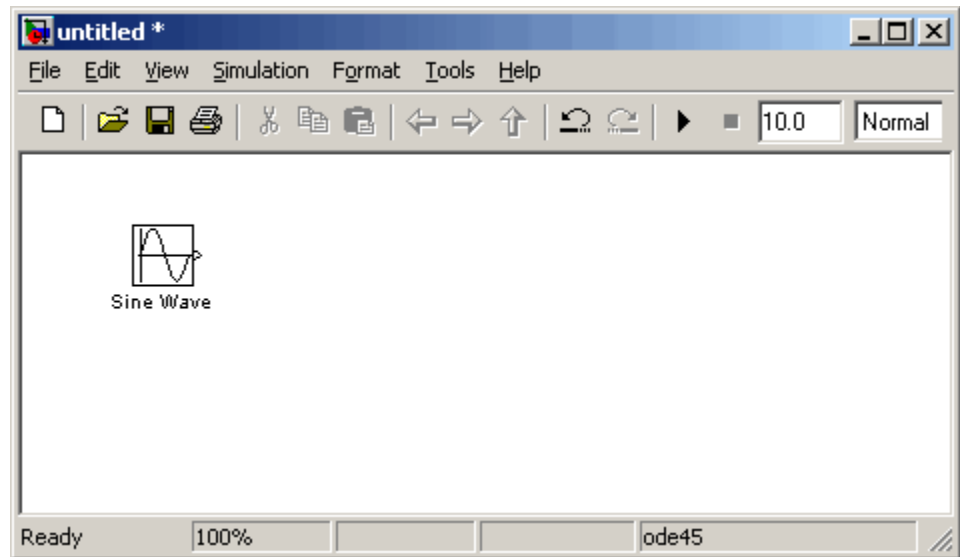 untitled *
File Edit View Simulation Format Tools Help
10.0 Normal
Sine Wave
Ready 100% ode45